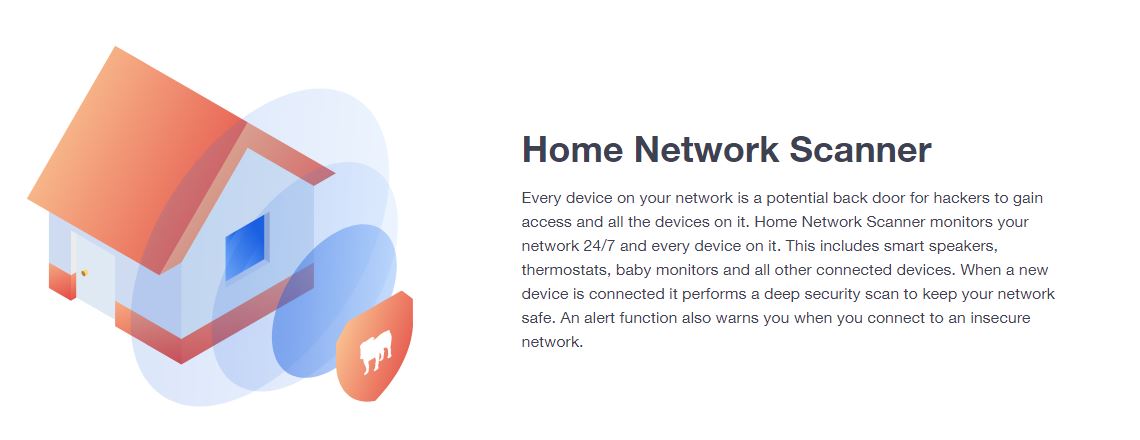 Home Network Scanner
Every device on your network is a potential back door for hackers to gain
access and all the devices on it. Home Network Scanner monitors your
network 24/7 and every device on it. This includes smart speakers,
thermostats, baby monitors and all other connected devices. When a new
device is connected it performs a deep security scan to keep your network
safe. An alert function also warns you when you connect to an insecure
network.